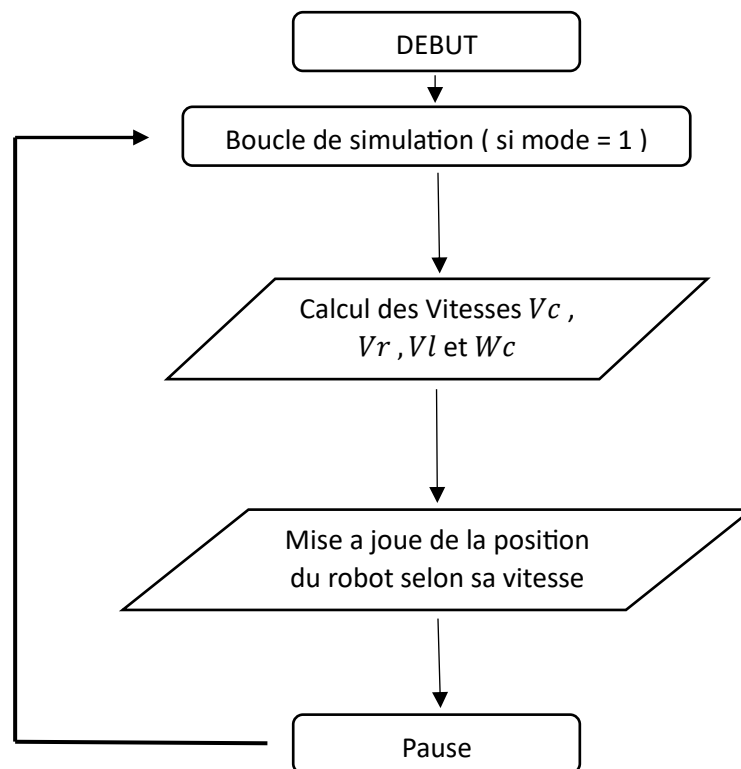 DEBUT
Boucle de simulation ( si mode = 1 )
Calcul des Vitesses Vc ,
Vr , Vl et Wc
Mise a joue de la position
du robot selon sa vitesse
Pause